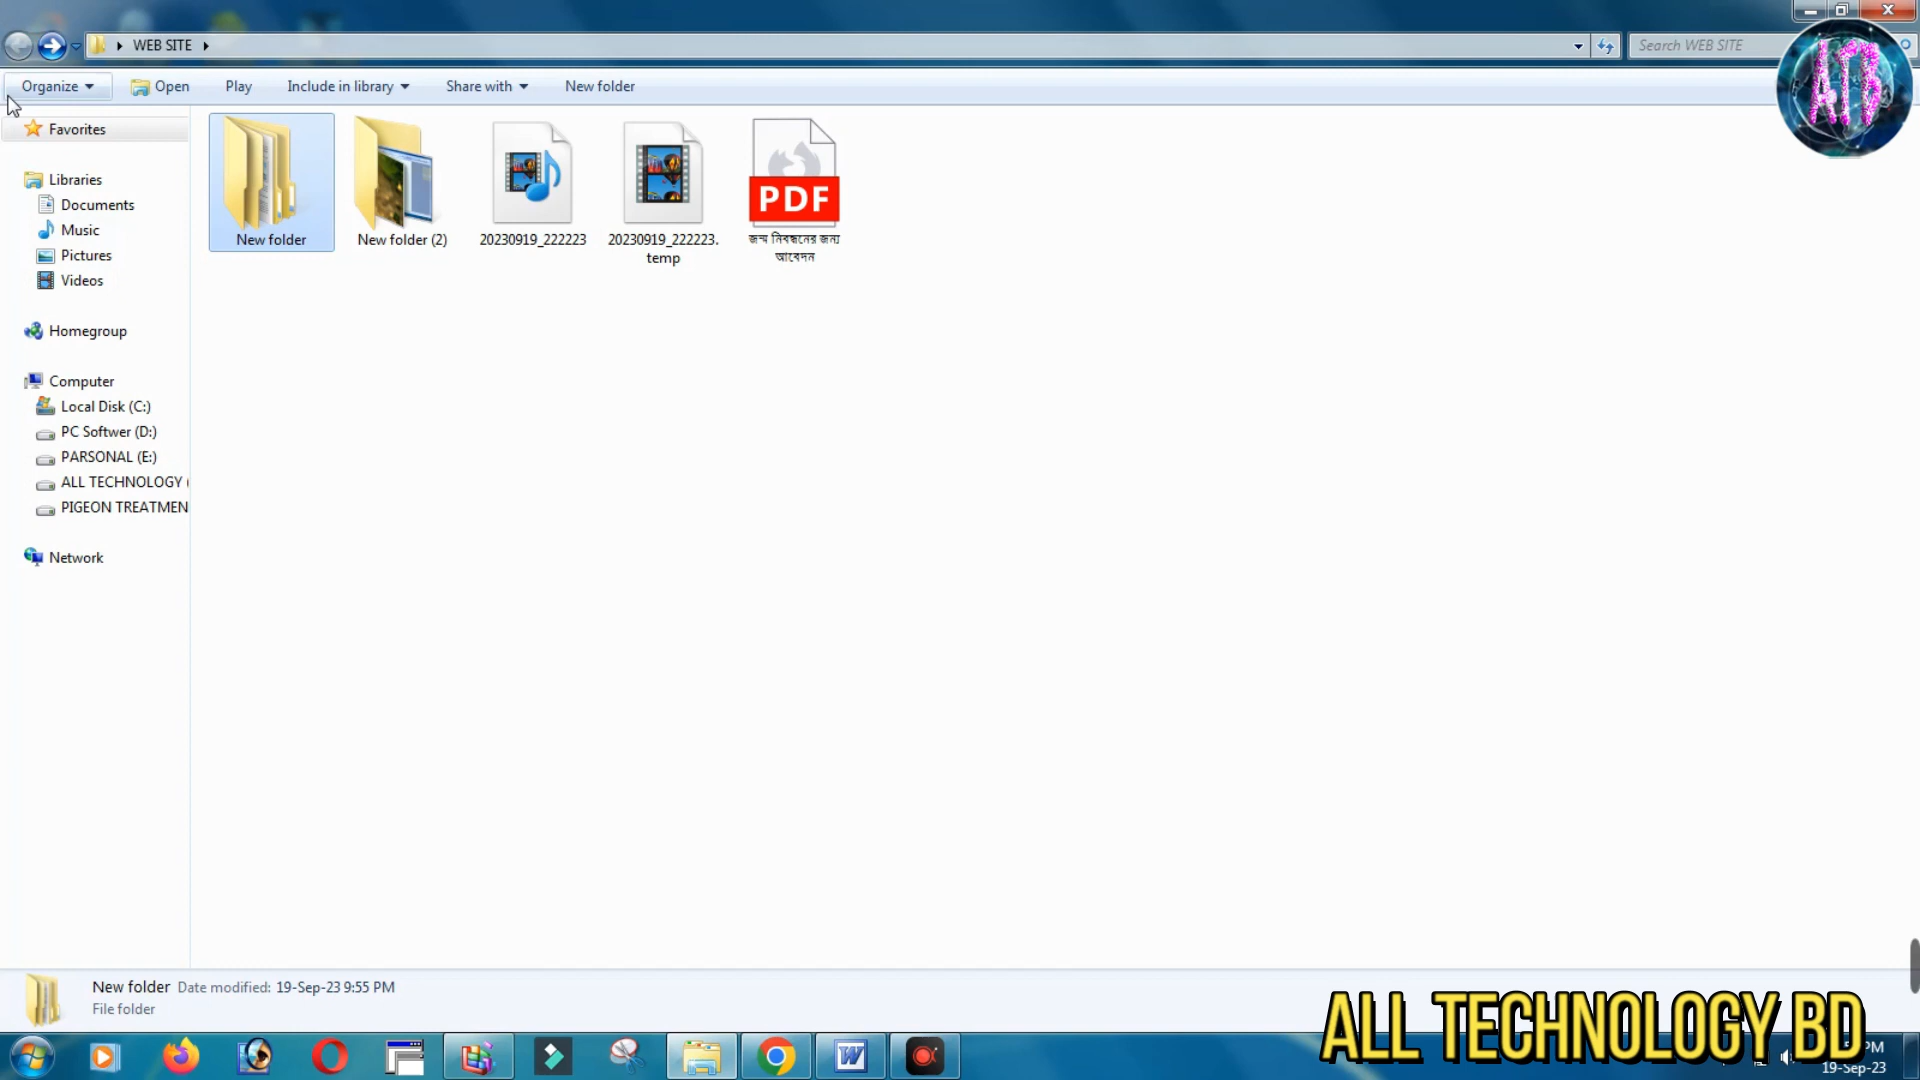 WEB SITE
Search WEB SITE
Organize
Open
Play
Include in library
Share with
New folder
ATB
Favorites
Libraries
Documents
Music
Pictures
Videos
Homegroup
Computer
Local Disk (C:)
PC Softwer (D:)
PARSONAL (E:)
ALL TECHNOLOGY (
PIGEON TREATMEN
Network
New folder
New folder (2)
20230919_222223
20230919_222223.
temp
PDF
জন্ম নিবন্ধনের জন্য
আবেদন
New folder Date modified: 19-Sep-23 9:55 PM
File folder
ALL TECHNOLOGY BD
PM
19-Sep-23